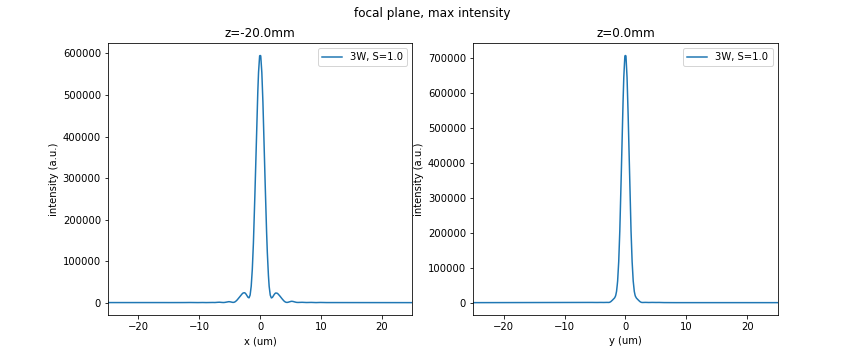 focal plane, max intensity
z=-20.0mm
3W, S=1.0
600000
500000
400000
300000
200000
100000
0
intensity (a.u.)
−20
−10
0
10
20
x (um)
z=0.0mm
3W, S=1.0
700000
600000
500000
400000
300000
200000
100000
0
intensity (a.u.)
−20
−10
0
10
20
y (um)